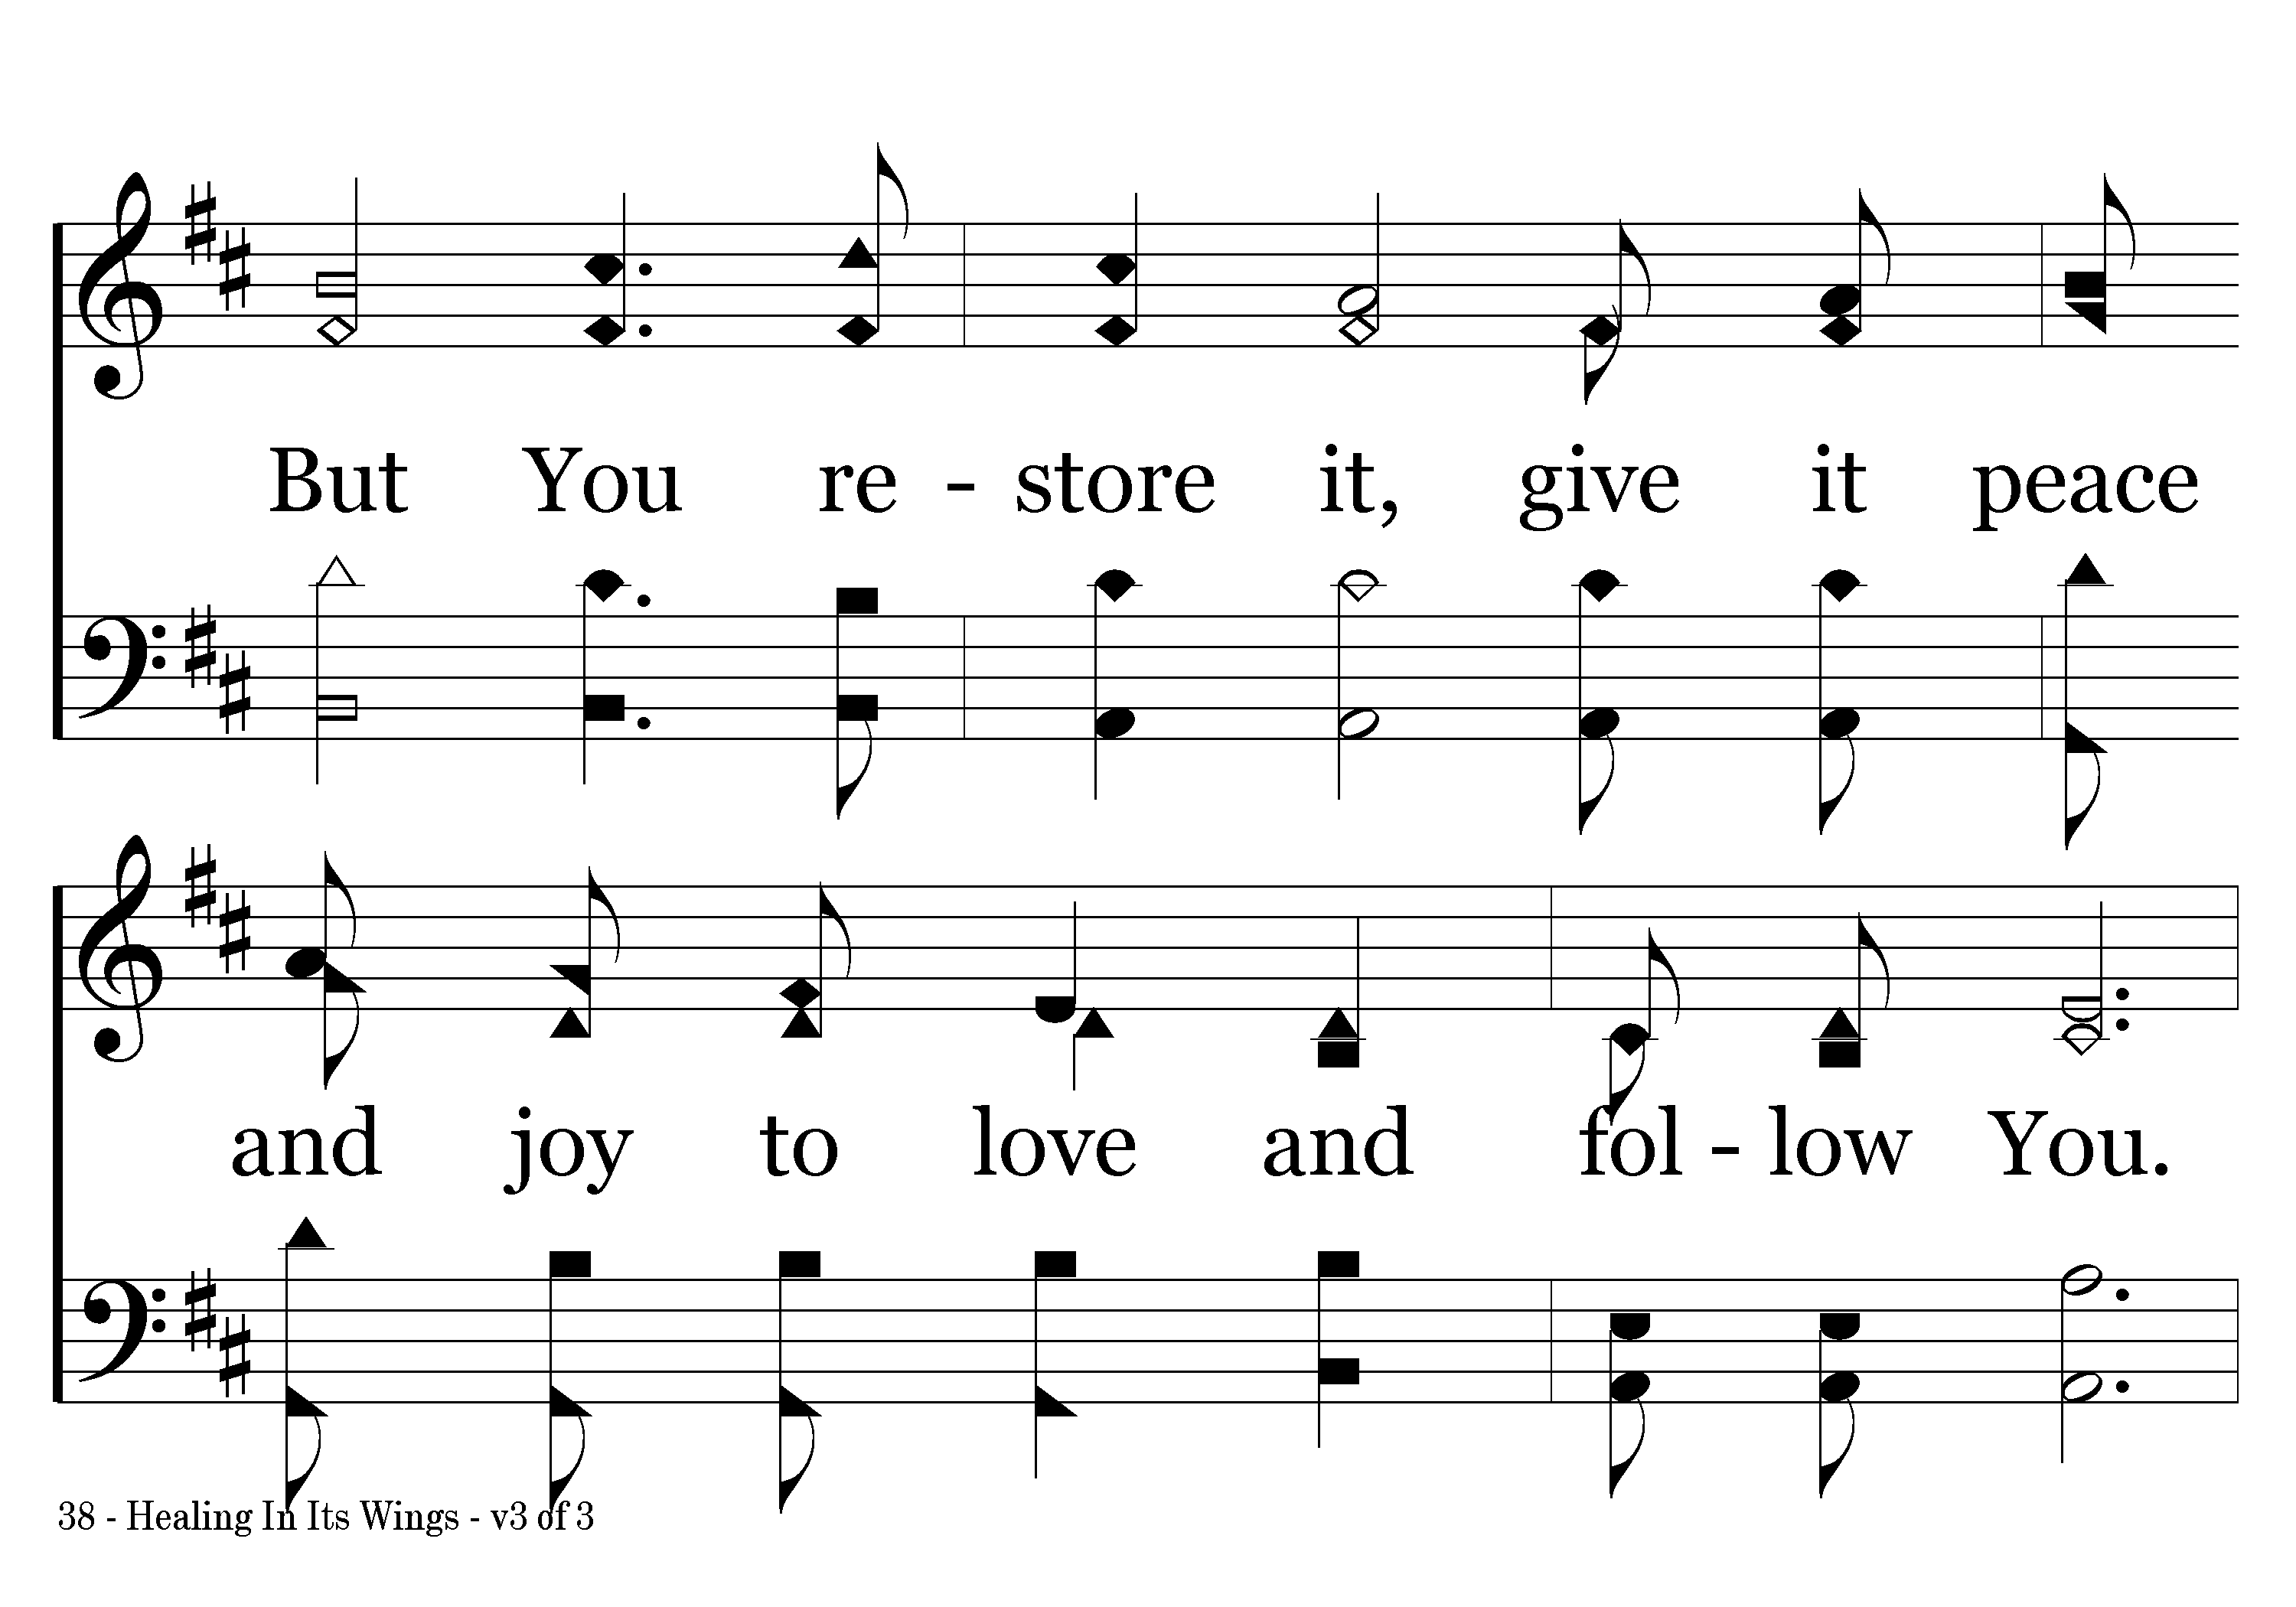 But You re - store it, give it peace
and joy to love and fol - low You.
38 - Healing In Its Wings - v3 of 3